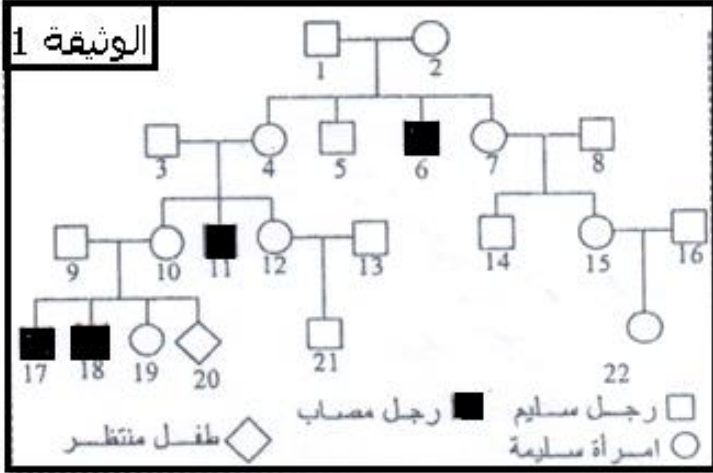 الوثيقة 1
1 2
3 4 5 6 7 8
9 10 11 12 13 14 15 16
17 18 19 20 21 22
رجل سليم رجل مصاب
امرأة سليمة طفل منتظر